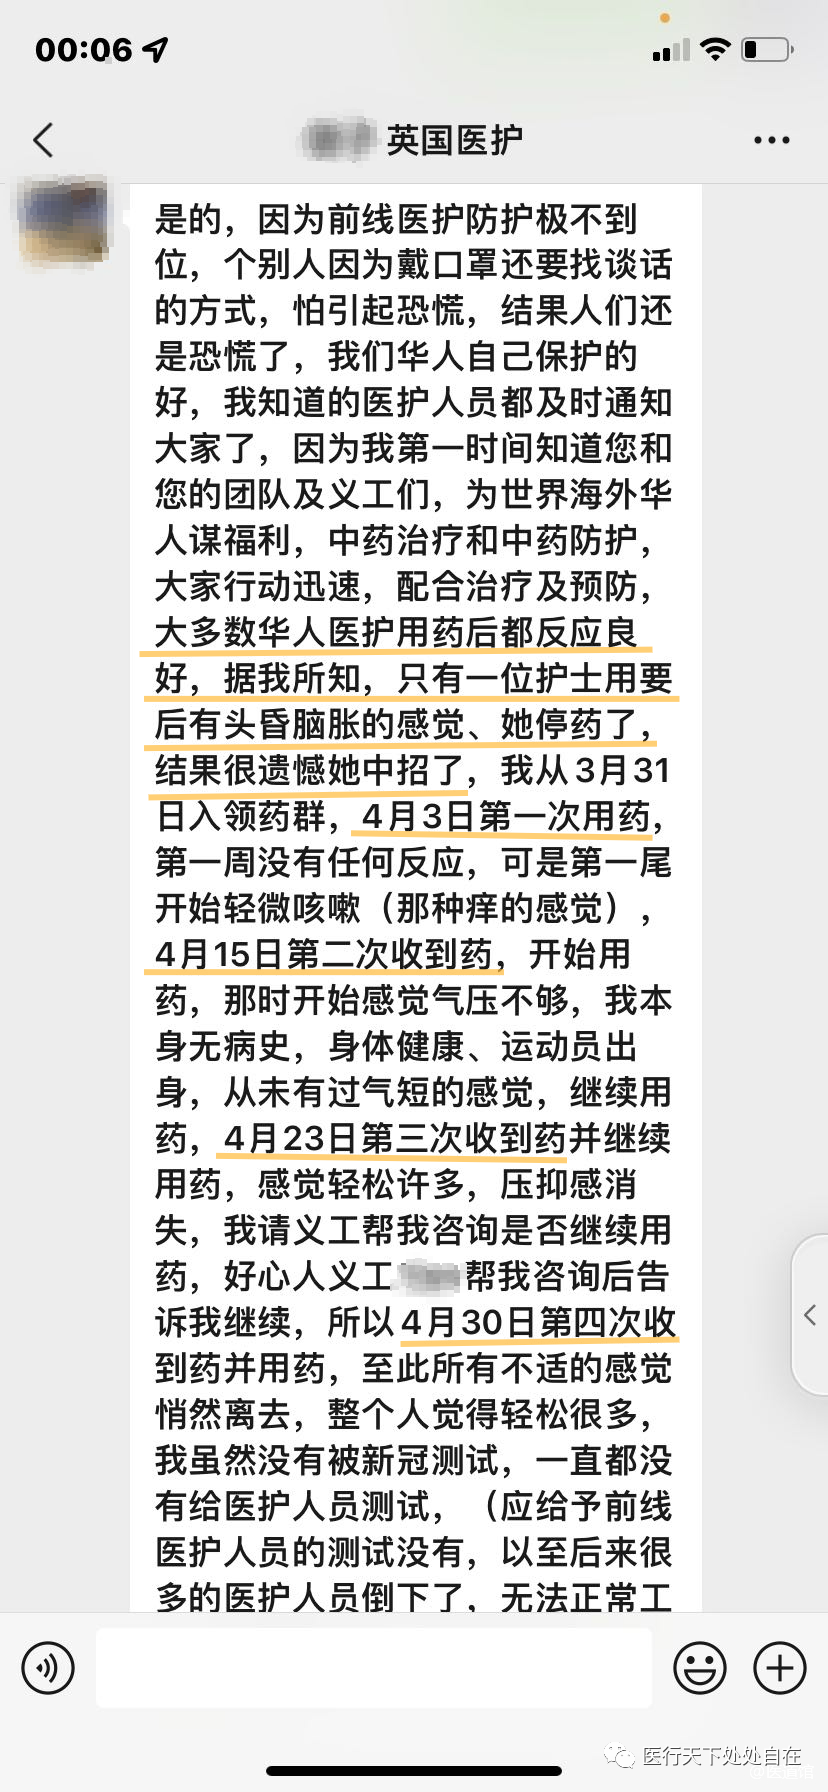 00:06
英国医护
是的，因为前线医护防护极不到
位，个别人因为戴口罩还要找谈话
的方式，怕引起恐慌，结果人们还
是恐慌了，我们华人自己保护的
好，我知道的医护人员都及时通知
大家了，因为我第一时间知道您和
您的团队及义工们，为世界海外华
人谋福利，中药治疗和中药防护，
大家行动迅速，配合治疗及预防，
大多数华人医护用药后都反应良
好，据我所知，只有一位护士用要
后有头昏脑胀的感觉、她停药了，
结果很遗憾她中招了，我从3月31
日入领药群，4月3日第一次用药，
第一周没有任何反应，可是第一尾
开始轻微咳嗽（那种痒的感觉），
4月15日第二次收到药，开始用
药，那时开始感觉气压不够，我本
身无病史，身体健康、运动员出
身，从未有过气短的感觉，继续用
药，4月23日第三次收到药并继续
用药，感觉轻松许多，压抑感消
失，我请义工帮我咨询是否继续用
药，好心人义工帮我咨询后告
诉我继续，所以4月30日第四次收
到药并用药，至此所有不适的感觉
悄然离去，整个人觉得轻松很多，
我虽然没有被新冠测试，一直都没
有给医护人员测试，（应给予前线
医护人员的测试没有，以至后来很
多的医护人员倒下了，无法正常工
医行天下处处自在